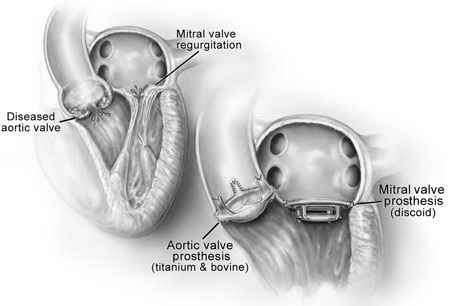 Mitral valve
regurgitation
Diseased
aortic valve
Mitral valve
prosthesis
(discoid)
Aortic valve
prosthesis
(titanium & bovine)